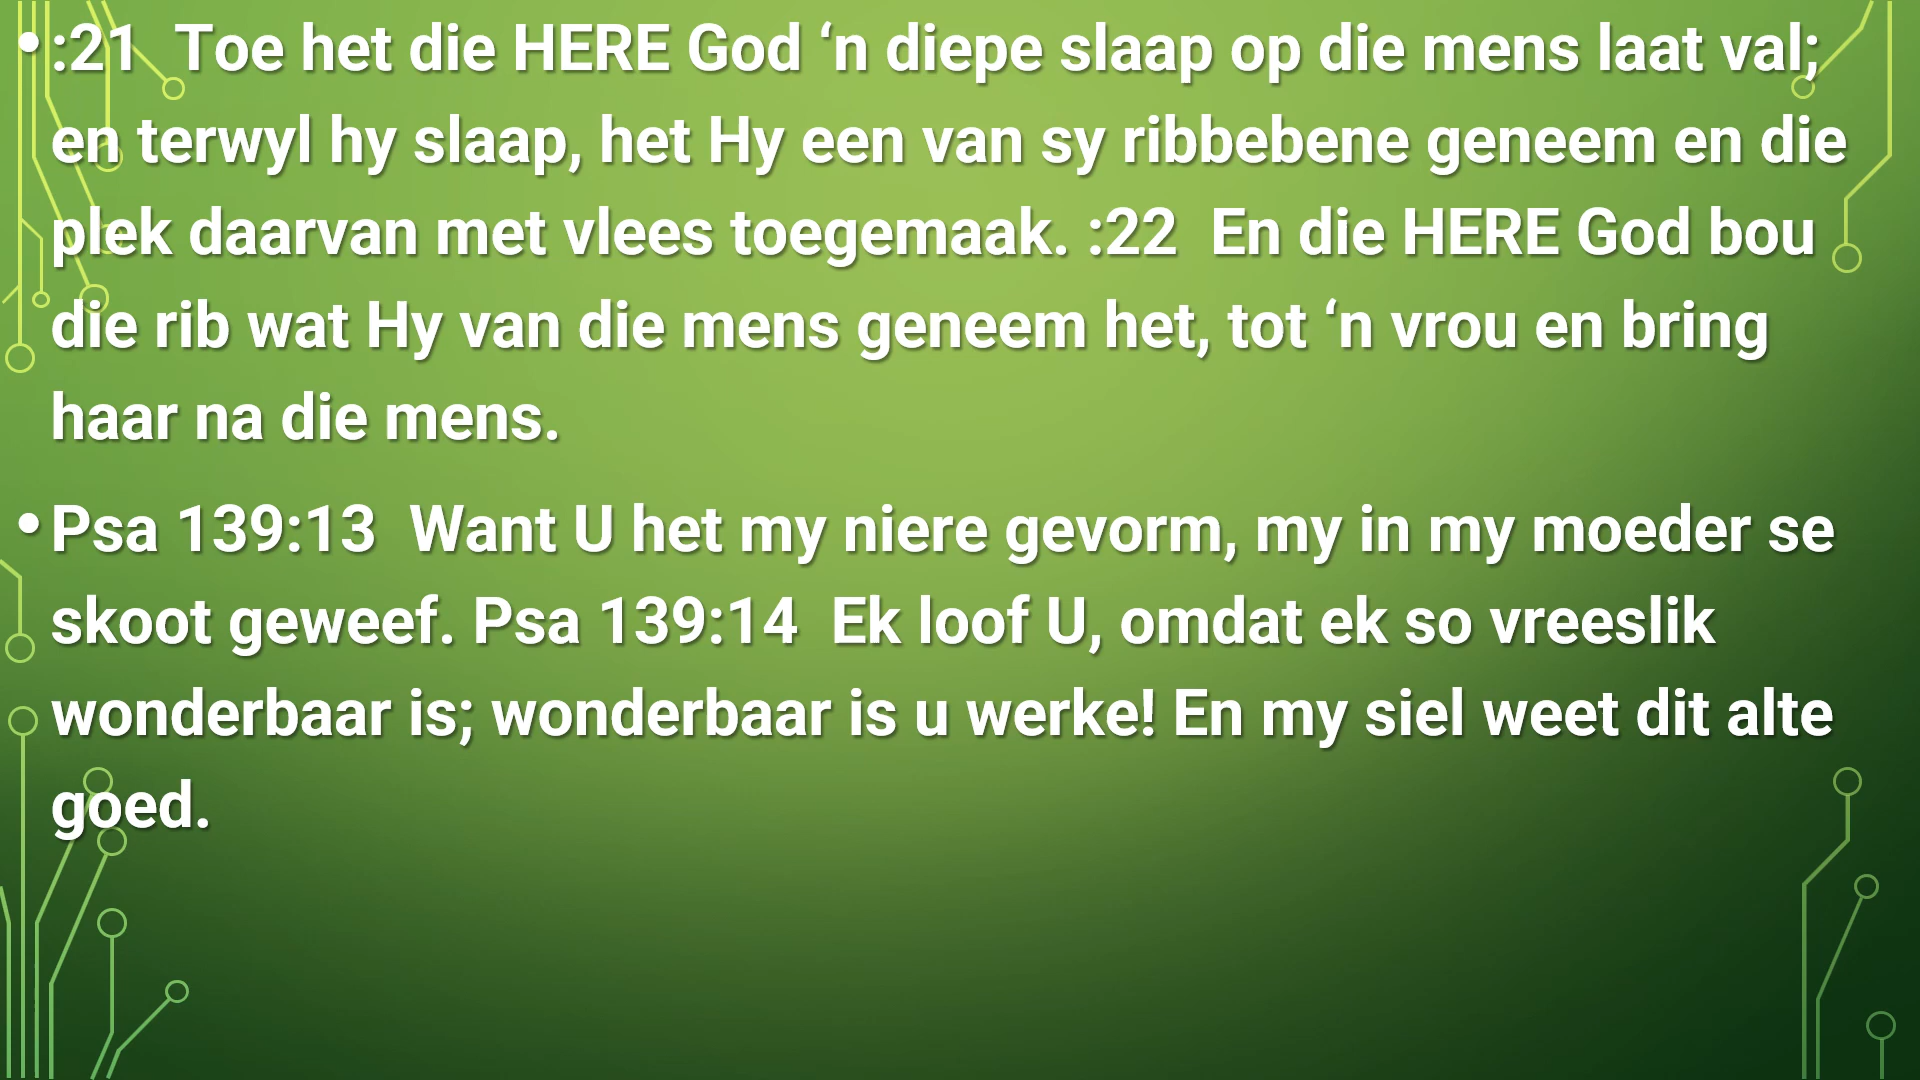 • :21  Toe het die HERE God ‘n diepe slaap op die mens laat val;
en terwyl hy slaap, het Hy een van sy ribbebene geneem en die
plek daarvan met vlees toegemaak. :22  En die HERE God bou
die rib wat Hy van die mens geneem het, tot ‘n vrou en bring
haar na die mens.
• Psa 139:13  Want U het my niere gevorm, my in my moeder se
skoot geweef. Psa 139:14  Ek loof U, omdat ek so vreeslik
wonderbaar is; wonderbaar is u werke! En my siel weet dit alte
goed.